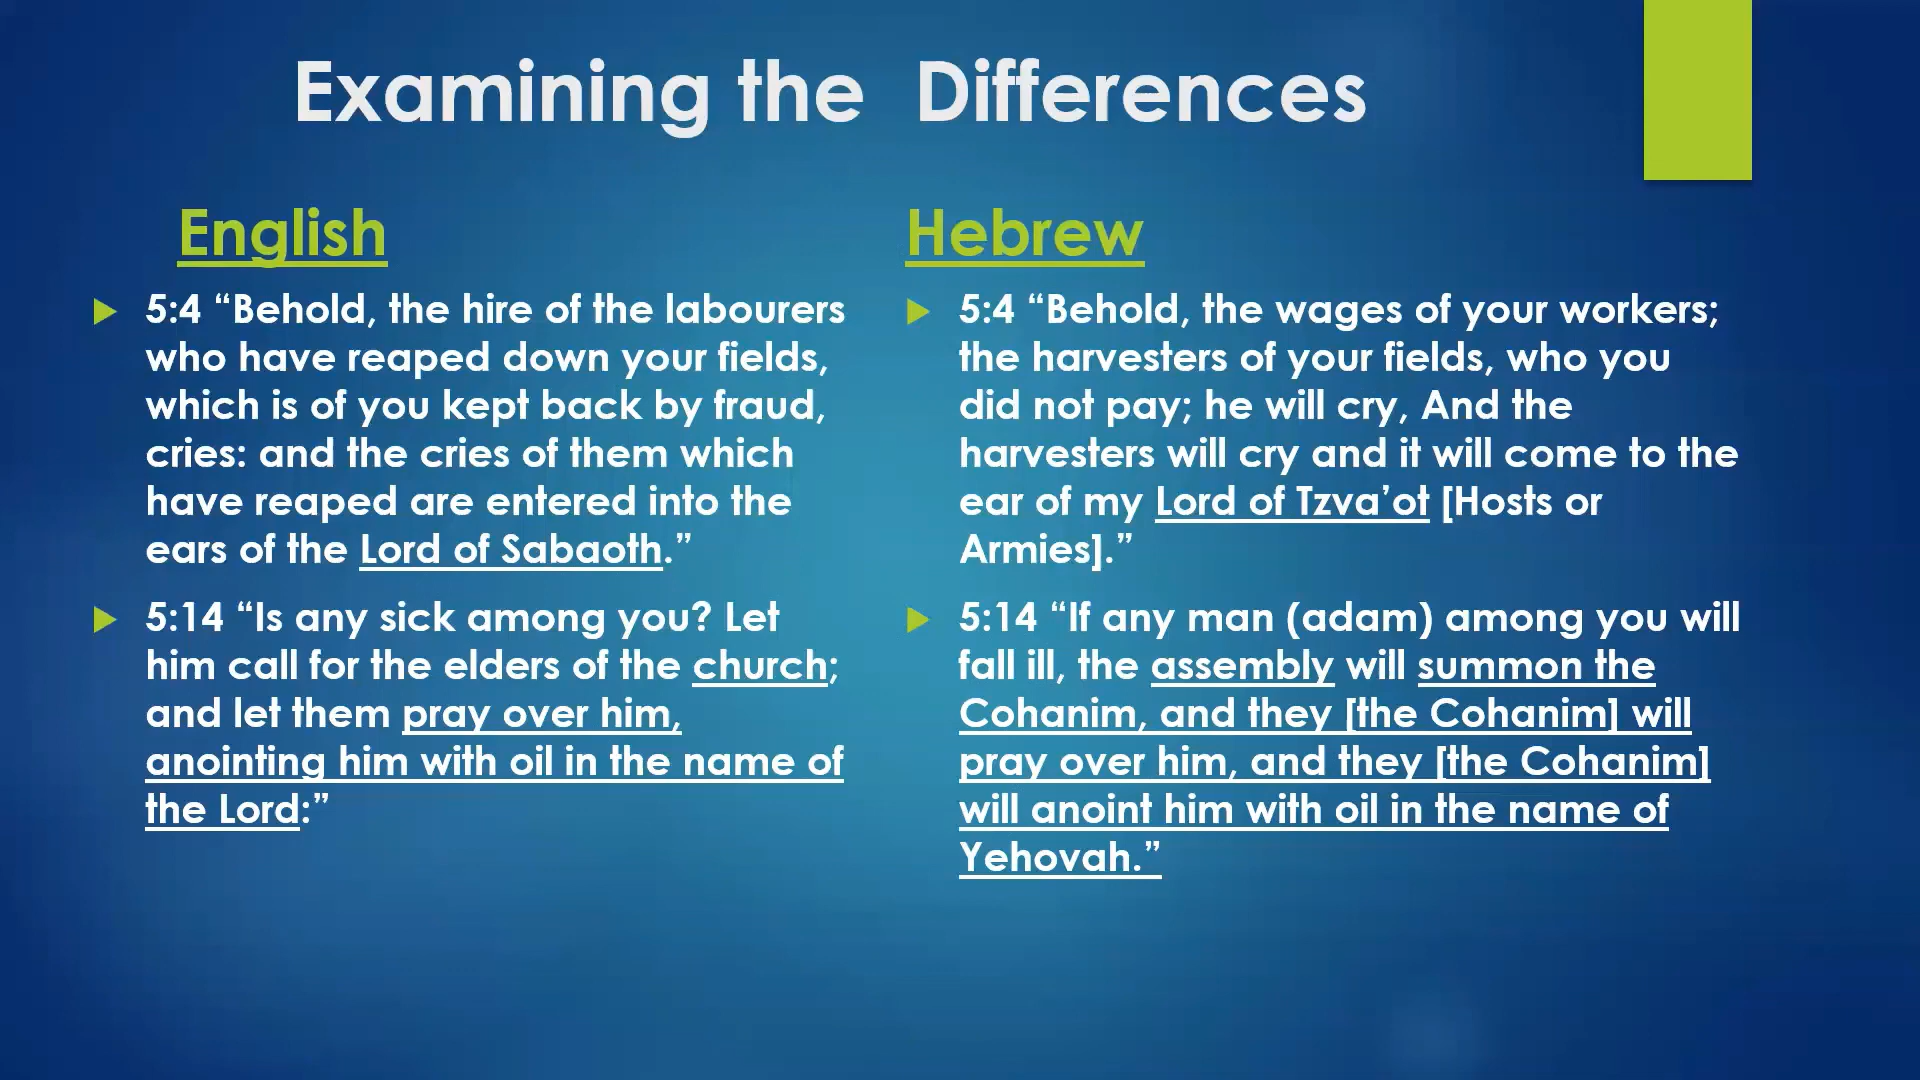 Examining the Differences
English
5:4 “Behold, the hire of the labourers
who have reaped down your fields,
which is of you kept back by fraud,
cries: and the cries of them which
have reaped are entered into the
ears of the Lord of Sabaoth.”
5:14 “Is any sick among you? Let
him call for the elders of the church;
and let them pray over him,
anointing him with oil in the name of
the Lord:”
Hebrew
5:4 “Behold, the wages of your workers;
the harvesters of your fields, who you
did not pay; he will cry, And the
harvesters will cry and it will come to the
ear of my Lord of Tzva’ot [Hosts or
Armies].”
5:14 “If any man (adam) among you will
fall ill, the assembly will summon the
Cohanim, and they [the Cohanim] will
pray over him, and they [the Cohanim]
will anoint him with oil in the name of
Yehovah.”